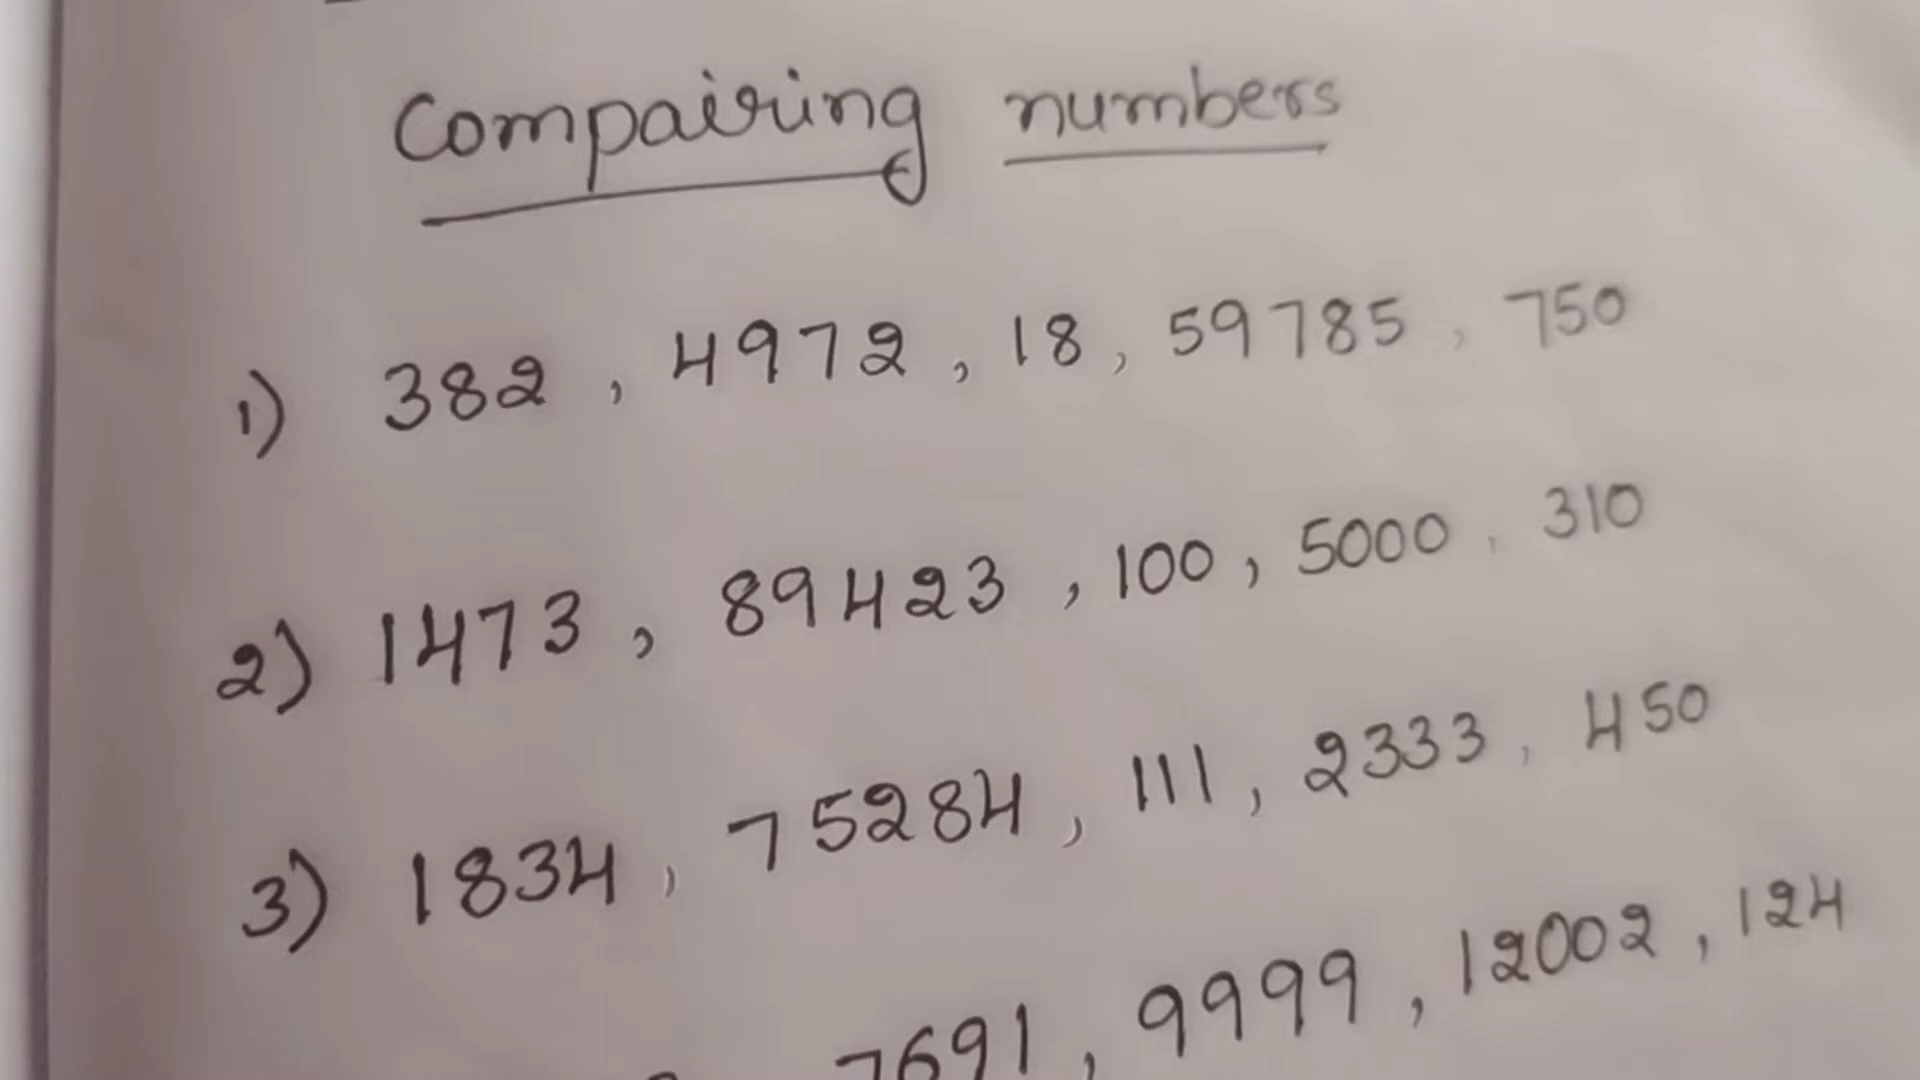 Compairing numbers
1) 382, 4972, 18, 59785, 750
2) 1473, 89423, 100, 5000, 310
3) 1834, 75284, 111, 2333, 450
7691, 9999, 12002, 124